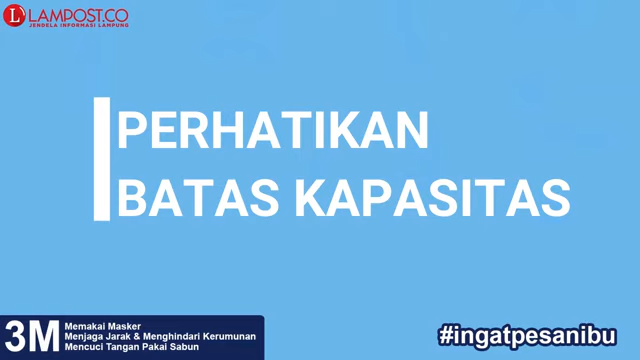 LAMPOST.CO
JENDELA INFORMASI LAMPUNG
PERHATIKAN
BATAS KAPASITAS
3M
Memakai Masker
Menjaga Jarak & Menghindari Kerumunan
Mencuci Tangan Pakai Sabun
#ingatpesanibu